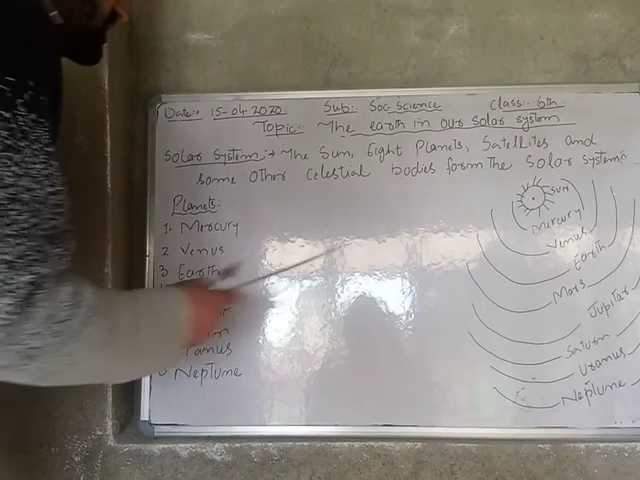 Date:- 15-04-2020 Sub:- Soc-Science Class:- 6th
Topic:- The earth in our solar system
Solar System:→ The Sun, Eight Planets, Satellites and
some other celestial bodies form the solar system
Planets:
1. Mercury
2 Venus
3 Earth
Neptune
Sun
Mercury
Venus
Earth
Mars
Jupitar
Saturn
Uranus
Neptune